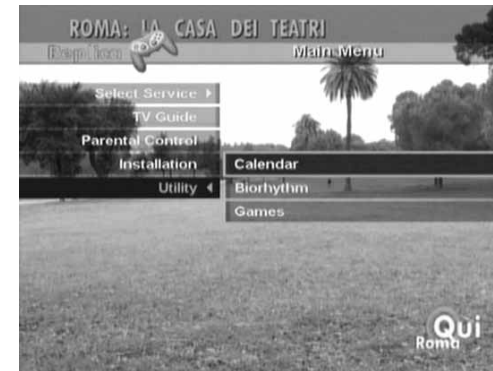 ROMA: LA CASA DEI TEATRI
Replica
Main Menu
Select Service
TV Guide
Parental Control
Installation
Utility
Calendar
Biorhythm
Games
Qui
Roma